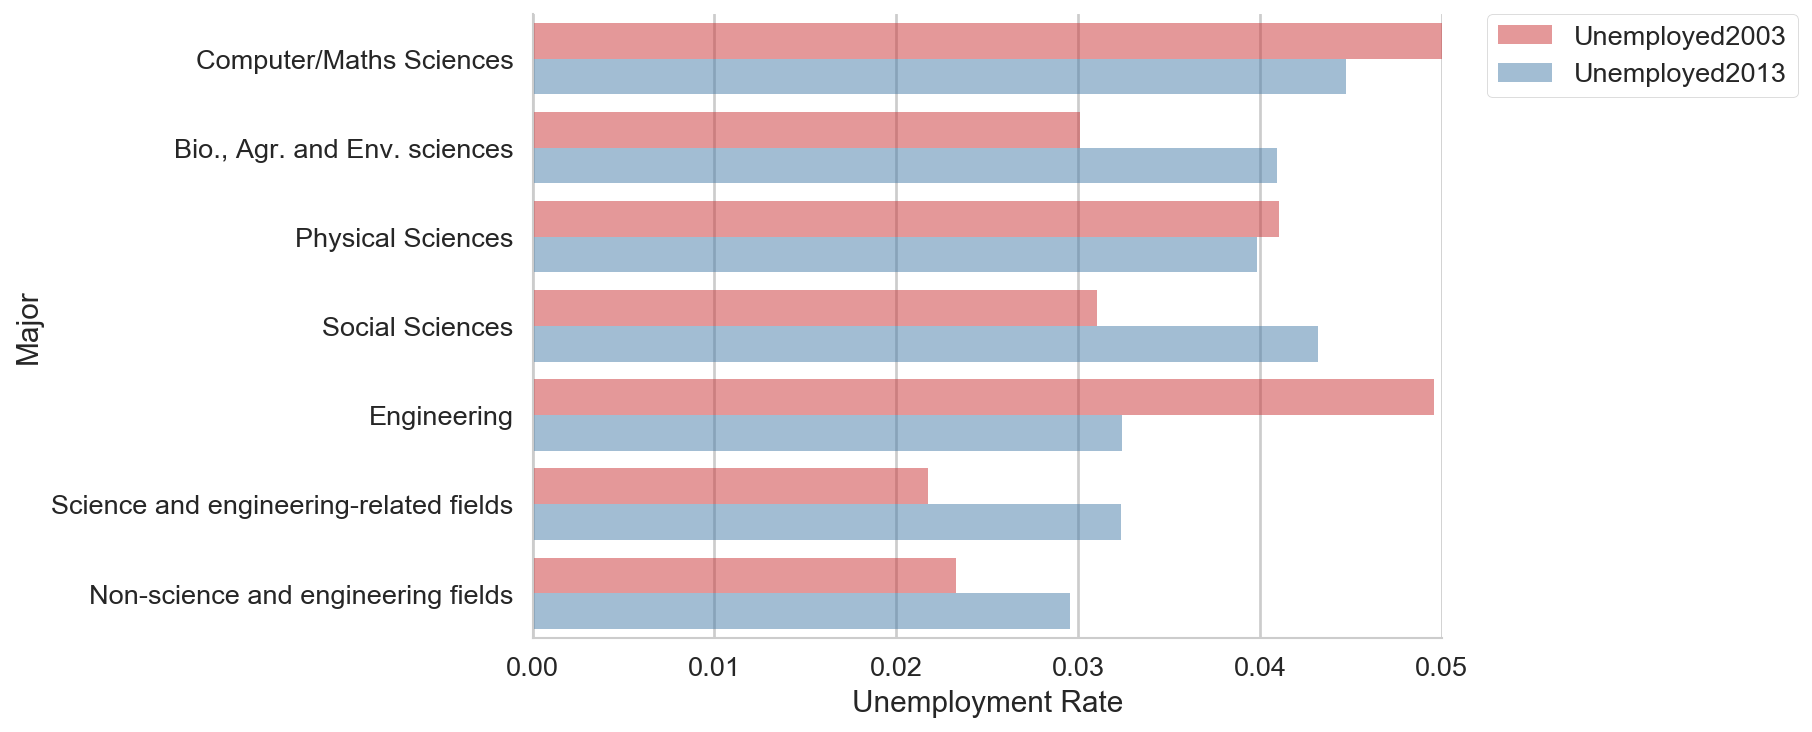 Computer/Maths Sciences
Bio., Agr. and Env. sciences
Physical Sciences
Social Sciences
Engineering
Science and engineering-related fields
Non-science and engineering fields
Major
0.00 0.01 0.02 0.03 0.04 0.05
Unemployment Rate
Unemployed2003
Unemployed2013